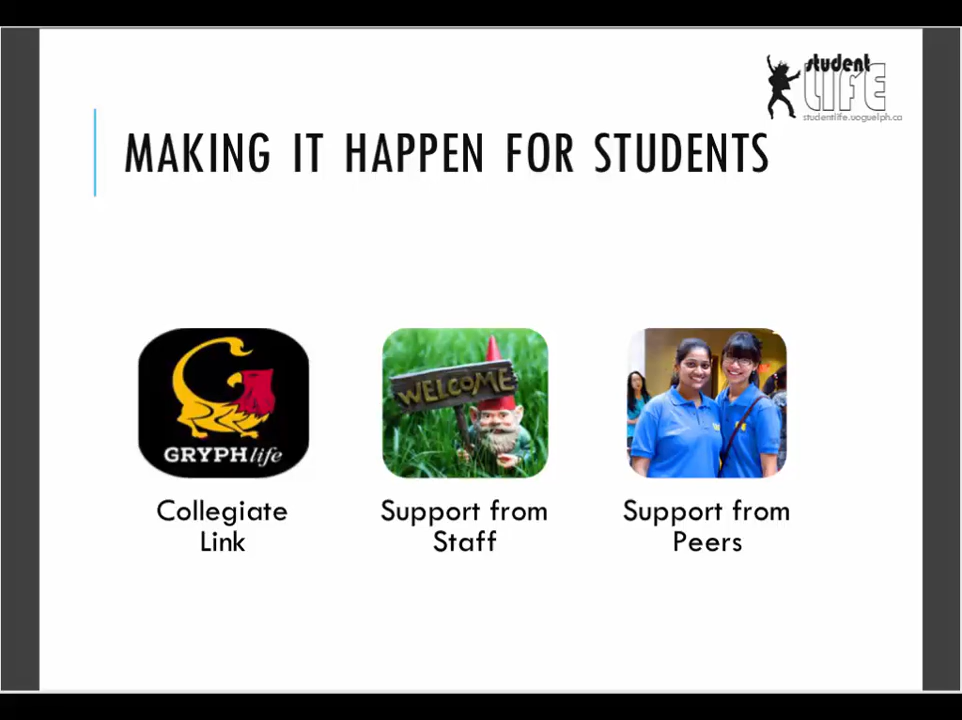 student
LIFE
studentlife.uoguelph.ca
MAKING IT HAPPEN FOR STUDENTS
GRYPHlife
WELCOME
Collegiate
Link
Support from
Staff
Support from
Peers